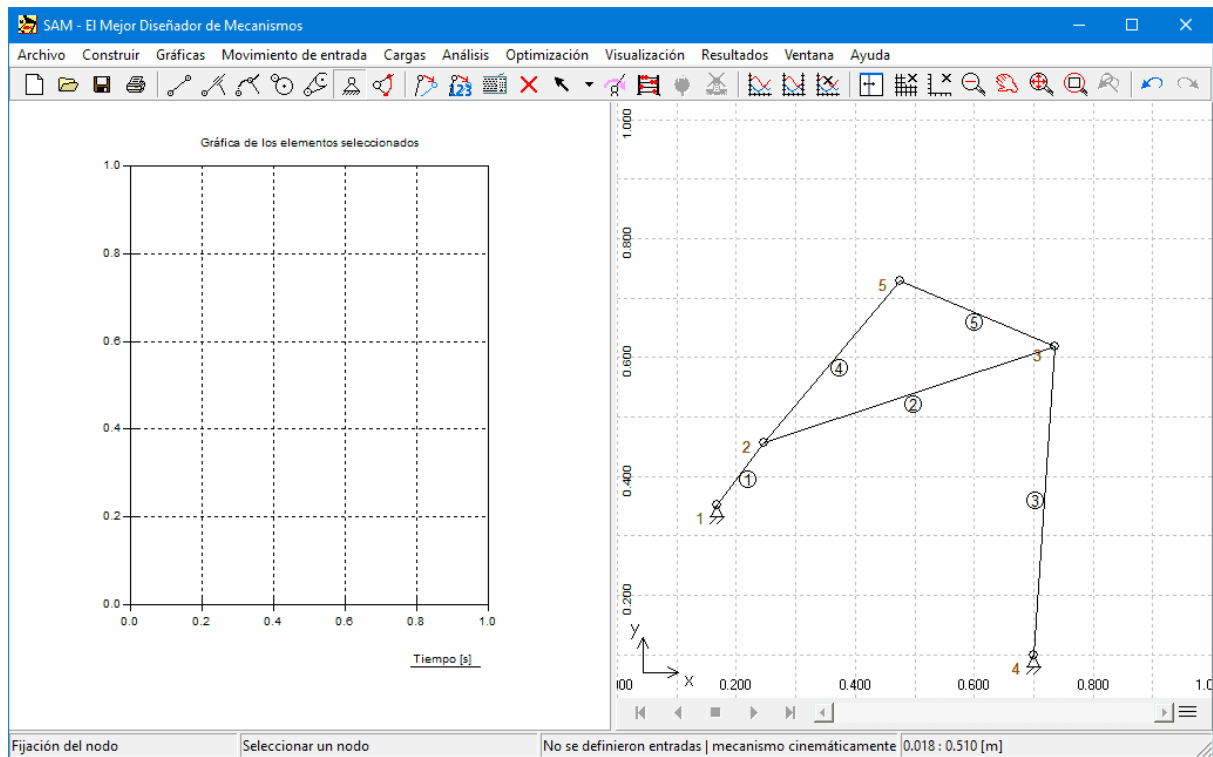 SAM - El Mejor Diseñador de Mecanismos
Archivo Construir Gráficas Movimiento de entrada Cargas Análisis Optimización Visualización Resultados Ventana Ayuda
123
Gráfica de los elementos seleccionados
1.0
0.8
0.6
0.4
0.2
0.0
0.0 0.2 0.4 0.6 0.8 1.0
Tiempo [s]
1.000
0.800
0.600
0.400
0.200
5
5
3
4
2
2
1
3
1
4
y
x
00 0.200 0.400 0.600 0.800 1.0
Fijación del nodo Seleccionar un nodo No se definieron entradas | mecanismo cinemáticamente 0.018 : 0.510 [m]